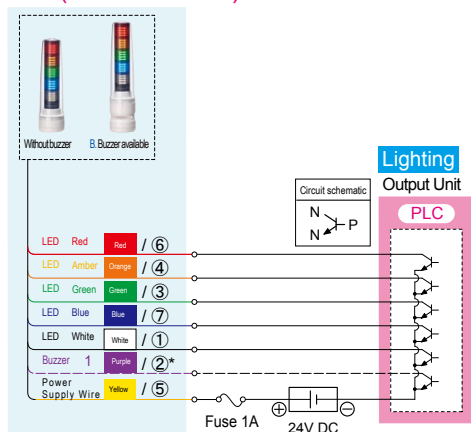 Without buzzer
B. Buzzer available
Lighting
Output Unit
PLC
Circuit schematic
N
N
P
LED Red Red / ⑥
LED Amber Orange / ④
LED Green Green / ③
LED Blue Blue / ⑦
LED White White / ①
Buzzer 1 Purple / ②*
Power
Supply Wire Yellow / ⑤
Fuse 1A
⊕ ⊖
24V DC